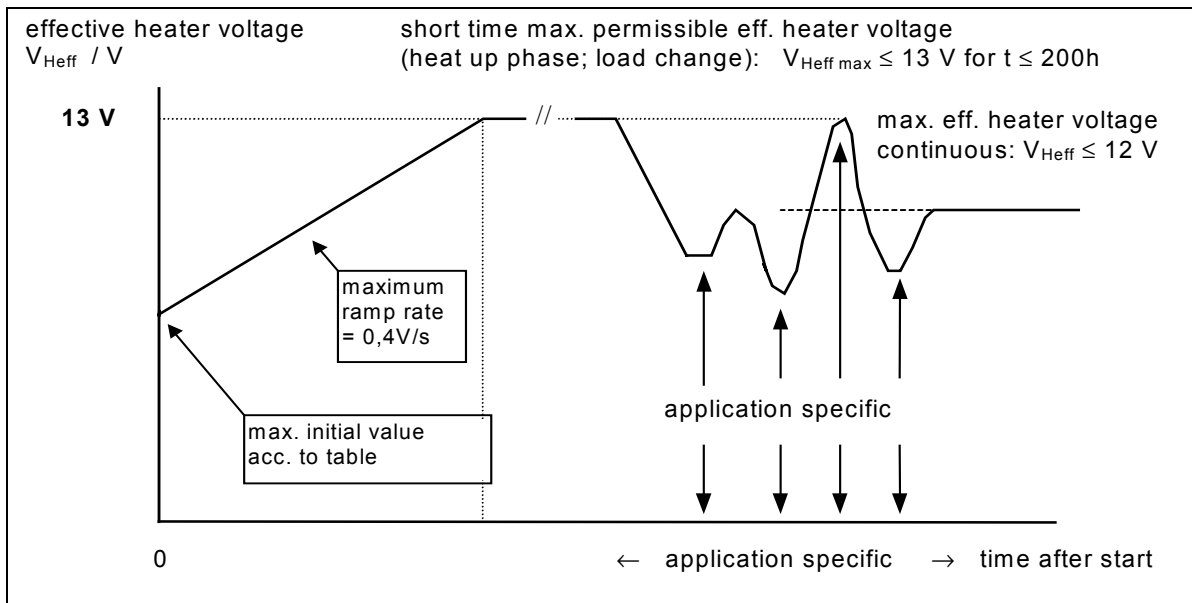 effective heater voltage
V_Heff / V
short time max. permissible eff. heater voltage
(heat up phase; load change): V_Heff max ≤ 13 V for t ≤ 200h
13 V
//
max. eff. heater voltage
continuous: V_Heff ≤ 12 V
maximum
ramp rate
= 0,4V/s
max. initial value
acc. to table
application specific
0
← application specific → time after start